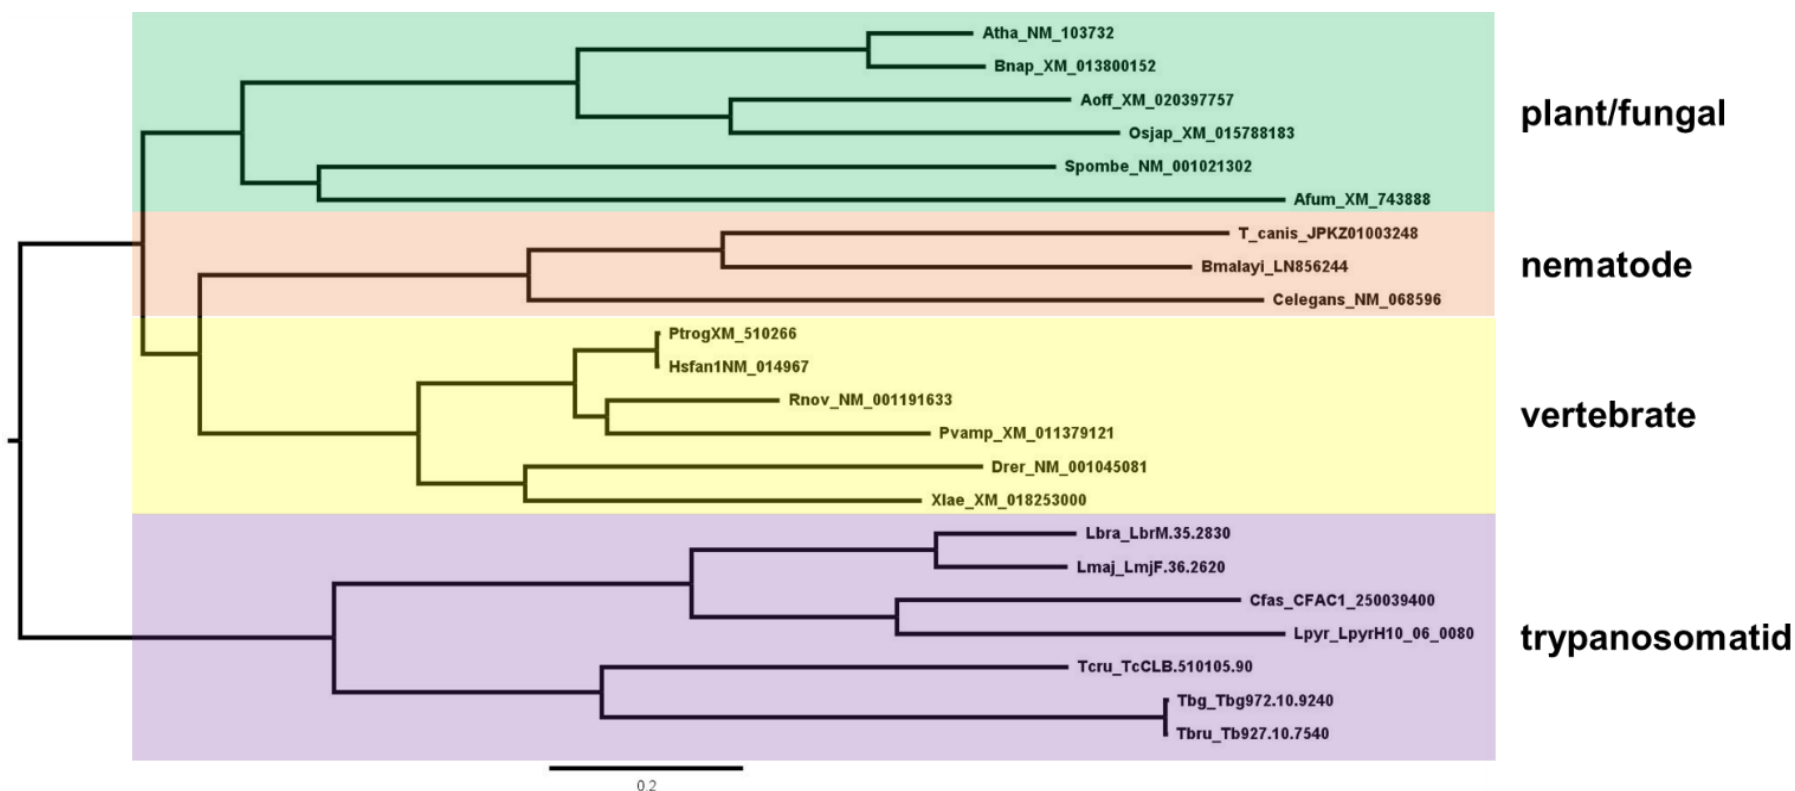 Atha_NM_103732
Bnap_XM_013800152
Aoff_XM_020397757
plant/fungal
Osjap_XM_015788183
Spombe_NM_001021302
Afum_XM_743888
T_canis_JPKZ01003248
Bmalayi_LN856244
nematode
Celegans_NM_068596
PtrogXM_510266
Hsfan1NM_014967
Rnov_NM_001191633
vertebrate
Pvamp_XM_011379121
Drer_NM_001045081
Xlae_XM_018253000
Lbra_LbrM.35.2830
Lmaj_LmjF.36.2620
Cfas_CFAC1_250039400
Lpyr_LpyrH10_06_0080
trypanosomatid
Tcru_TcCLB.510105.90
Tbg_Tbg972.10.9240
Tbru_Tb927.10.7540
0.2